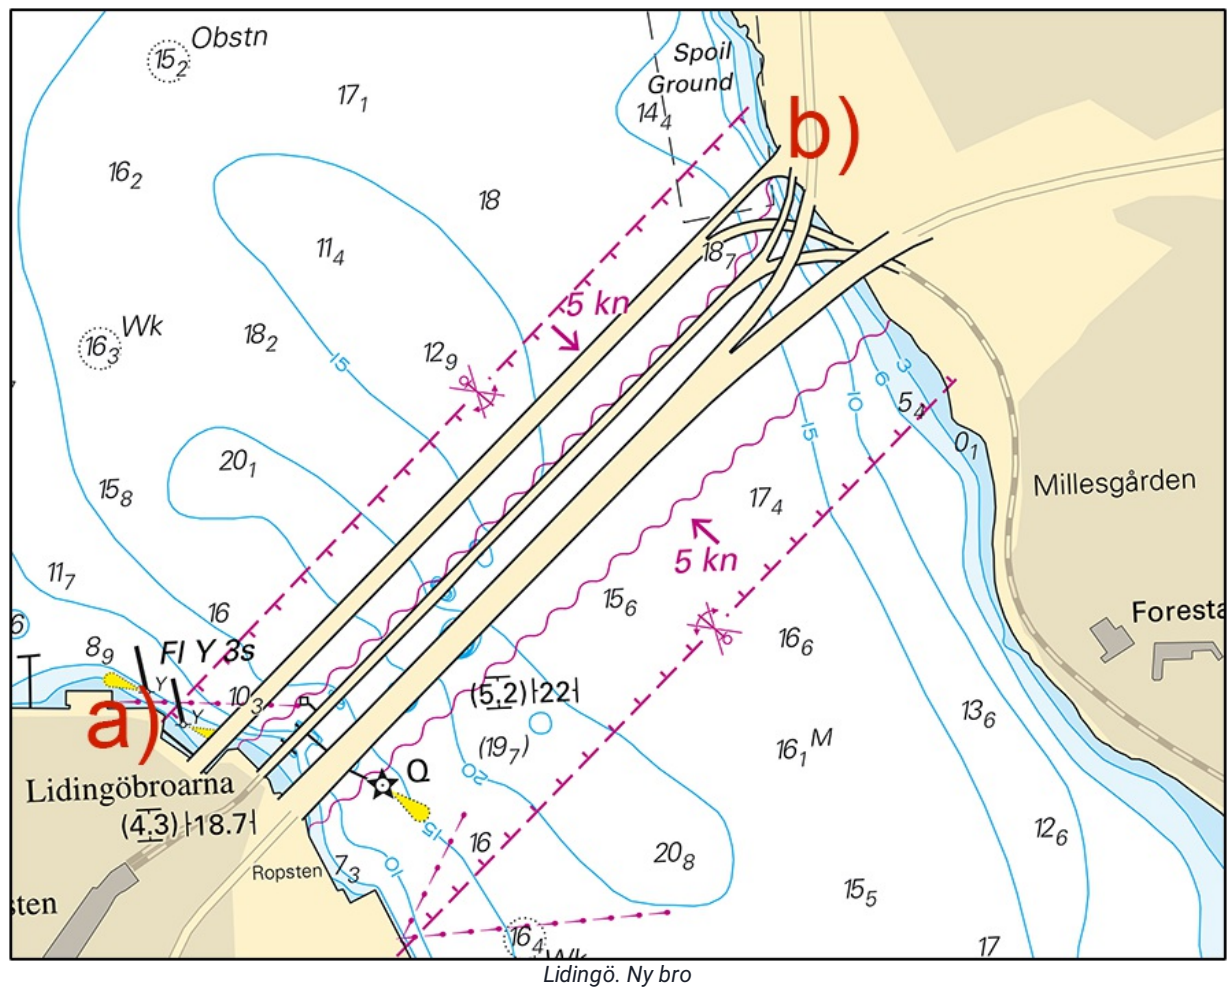 Obstn
15₂
17₁
Spoil
Ground
14₄
b)
16₂
18
11₄
18₇
5 kn
Wk
16₃
18₂
12₉
15
3
6
10
5₄
15
0₁
20₁
15₈
17₄
Millesgården
5 kn
11₇
15₆
16
6
16₆
Foresta
8₉
Fl Y 3s
Y
10₃
(5,2) 22
a)
Y
13₆
16₁ M
(19₇)
Q
20
Lidingöbroarna
(4.3) 18.7
15
16
12₆
20₈
Ropsten
7₃
10
15₅
sten
16₄
Wk
17
Lidingö. Ny bro